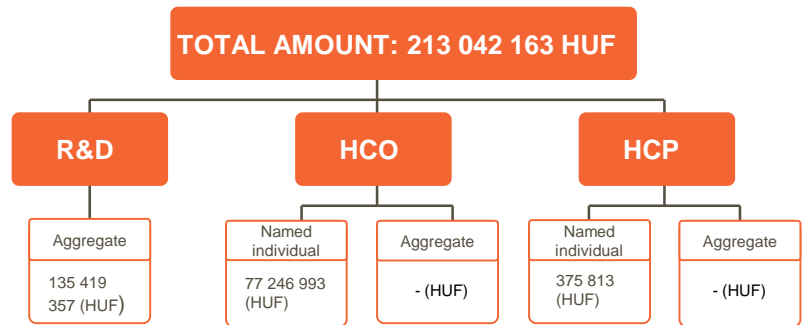 TOTAL AMOUNT: 213 042 163 HUF
R&D
HCO
HCP
Aggregate
135 419
357 (HUF)
Named
individual
77 246 993
(HUF)
Aggregate
- (HUF)
Named
individual
375 813
(HUF)
Aggregate
- (HUF)